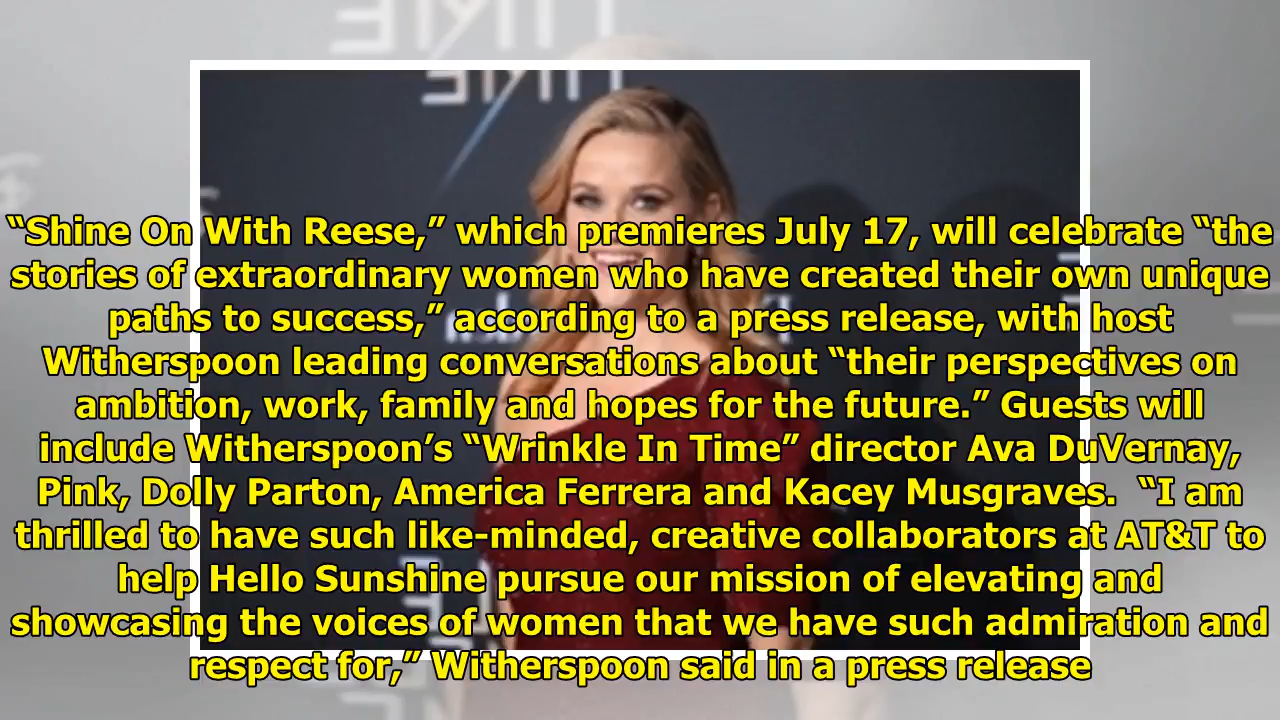 “Shine On With Reese,” which premieres July 17, will celebrate “the
stories of extraordinary women who have created their own unique
paths to success,” according to a press release, with host
Witherspoon leading conversations about “their perspectives on
ambition, work, family and hopes for the future.” Guests will
include Witherspoon’s “Wrinkle In Time” director Ava DuVernay,
Pink, Dolly Parton, America Ferrera and Kacey Musgraves.  “I am
thrilled to have such like-minded, creative collaborators at AT&T to
help Hello Sunshine pursue our mission of elevating and
showcasing the voices of women that we have such admiration and
respect for,” Witherspoon said in a press release